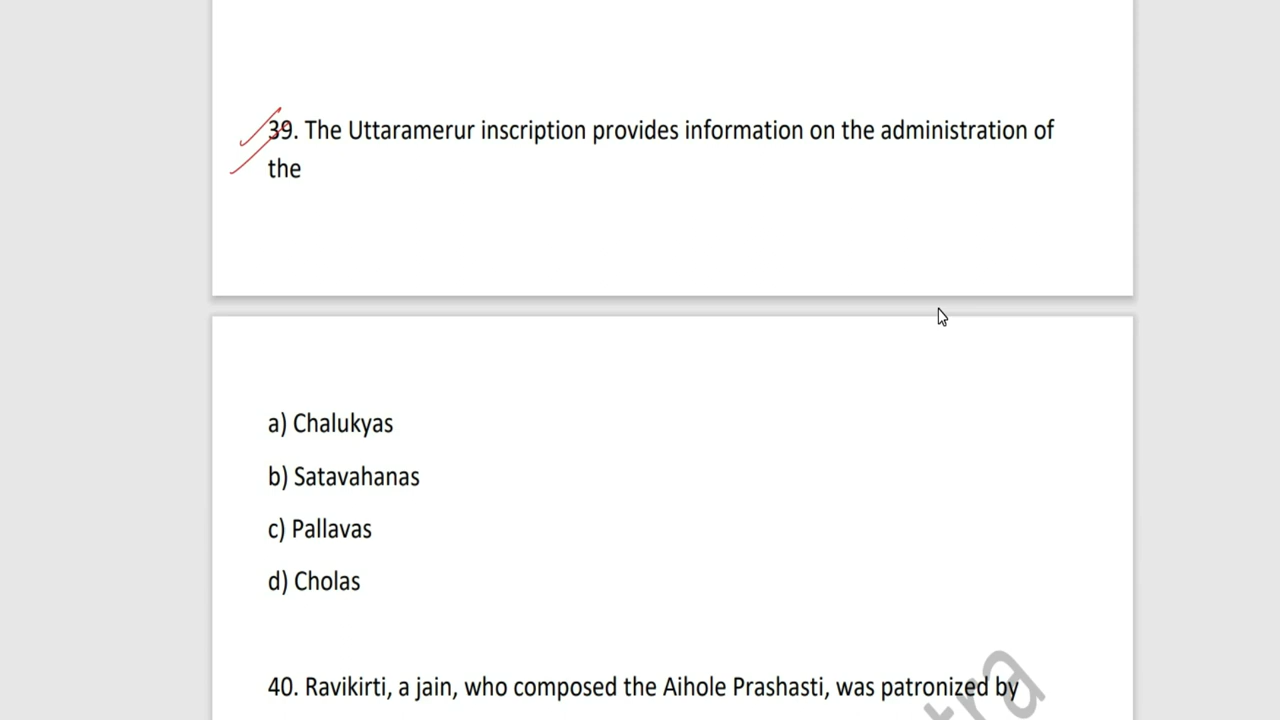 39. The Uttaramerur inscription provides information on the administration of
the
a) Chalukyas
b) Satavahanas
c) Pallavas
d) Cholas
40. Ravikirti, a jain, who composed the Aihole Prashasti, was patronized by